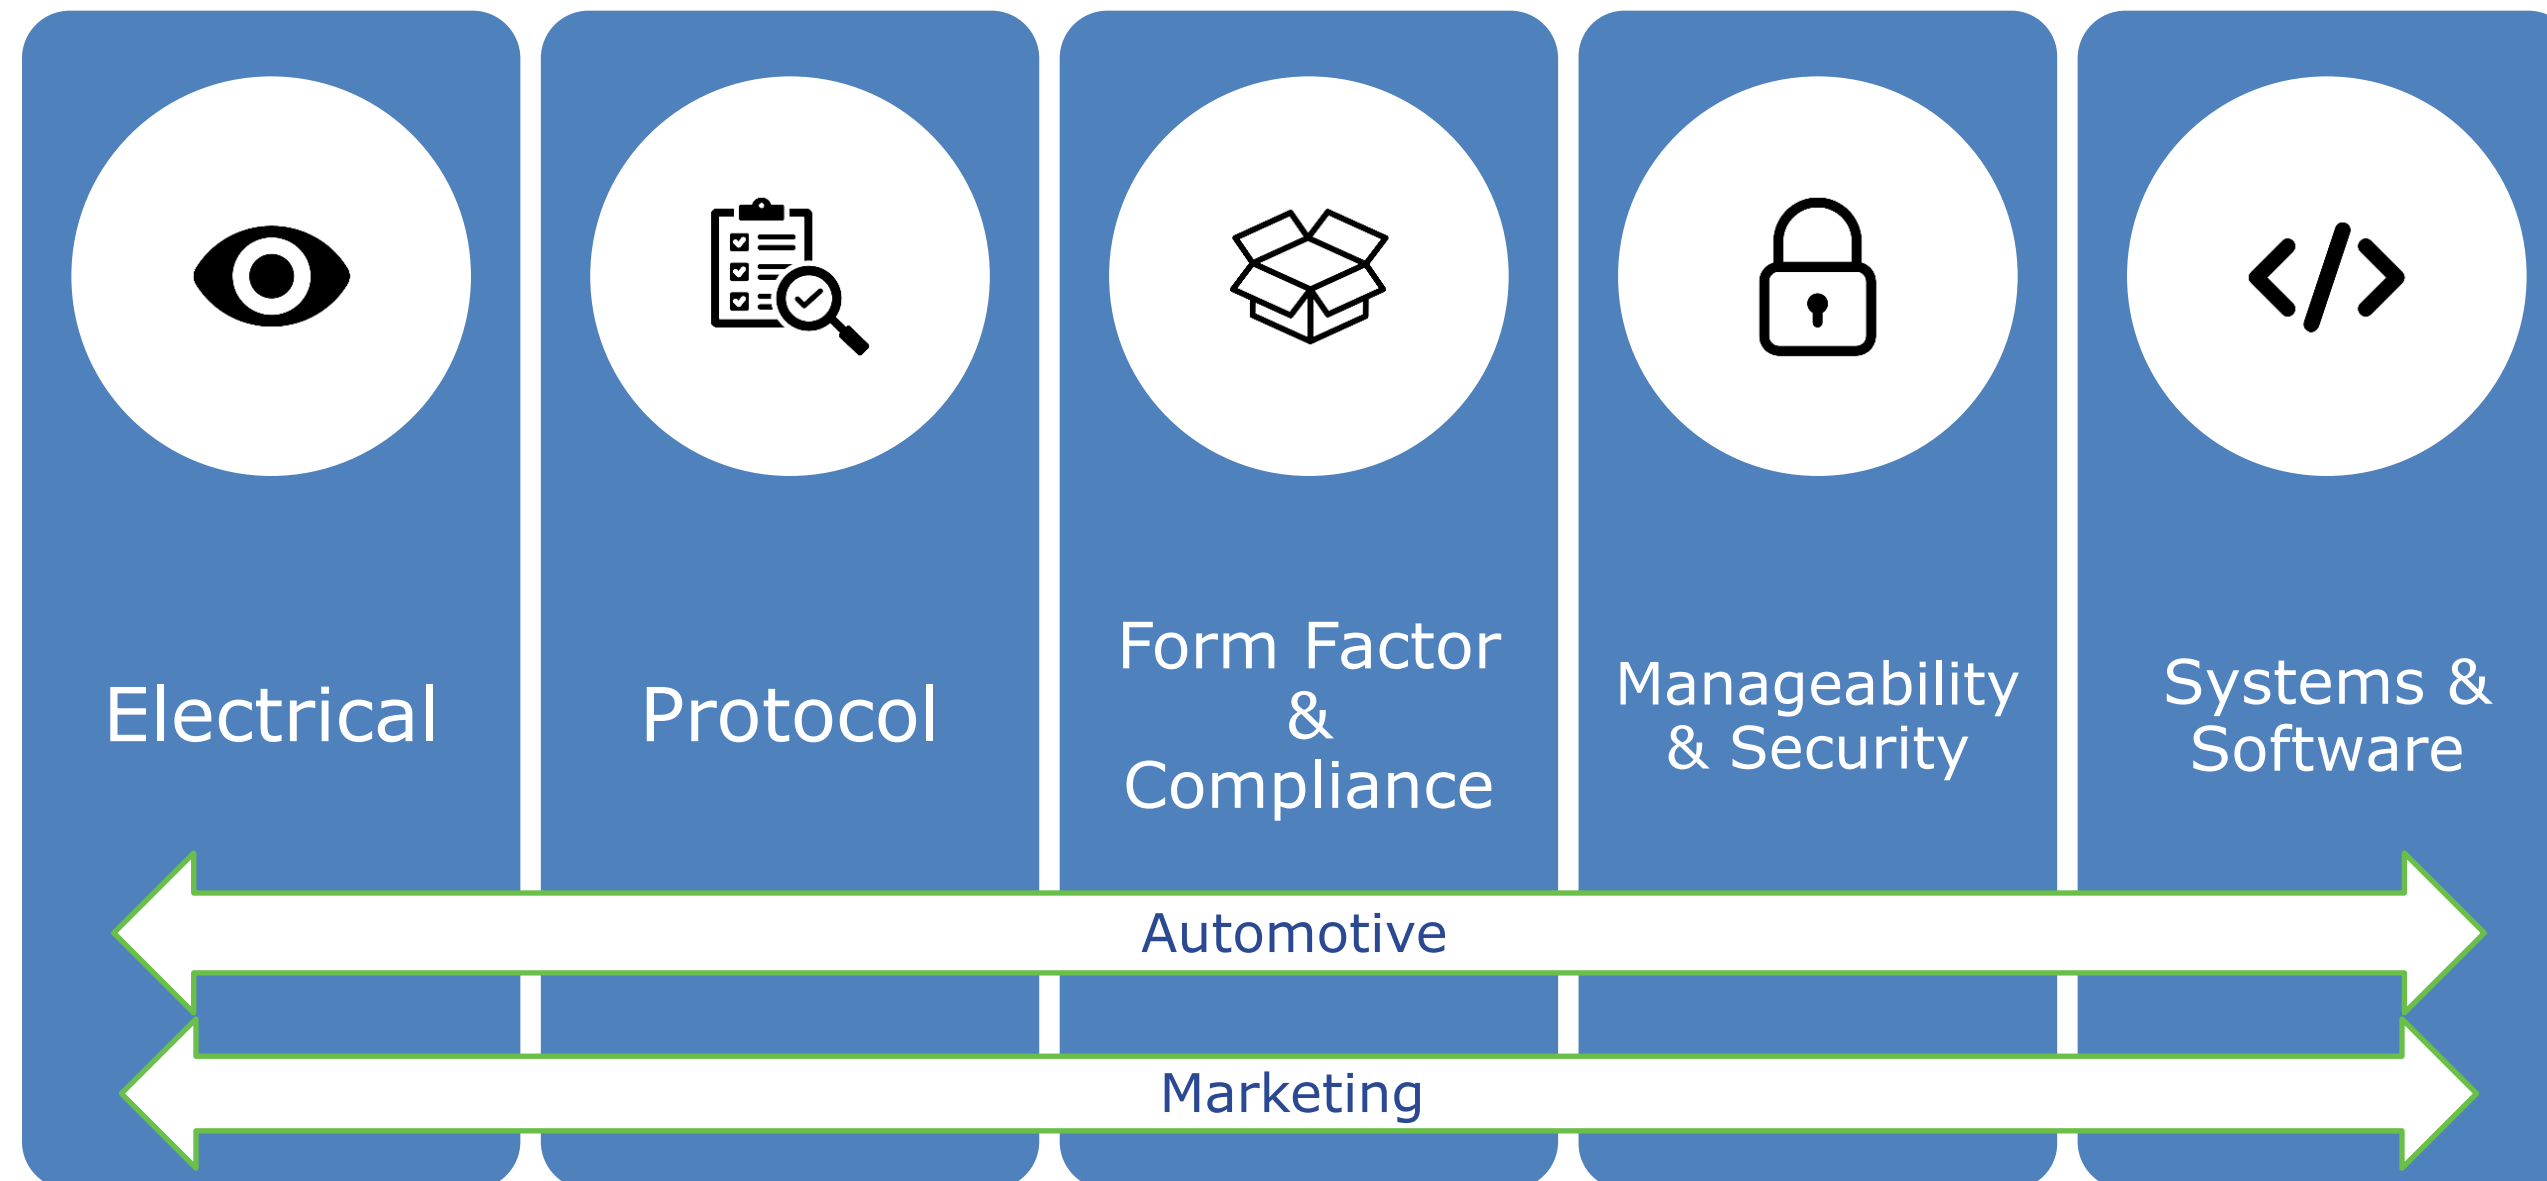 Electrical
Protocol
Form Factor
&
Compliance
Manageability
& Security
Systems &
Software
Automotive
Marketing